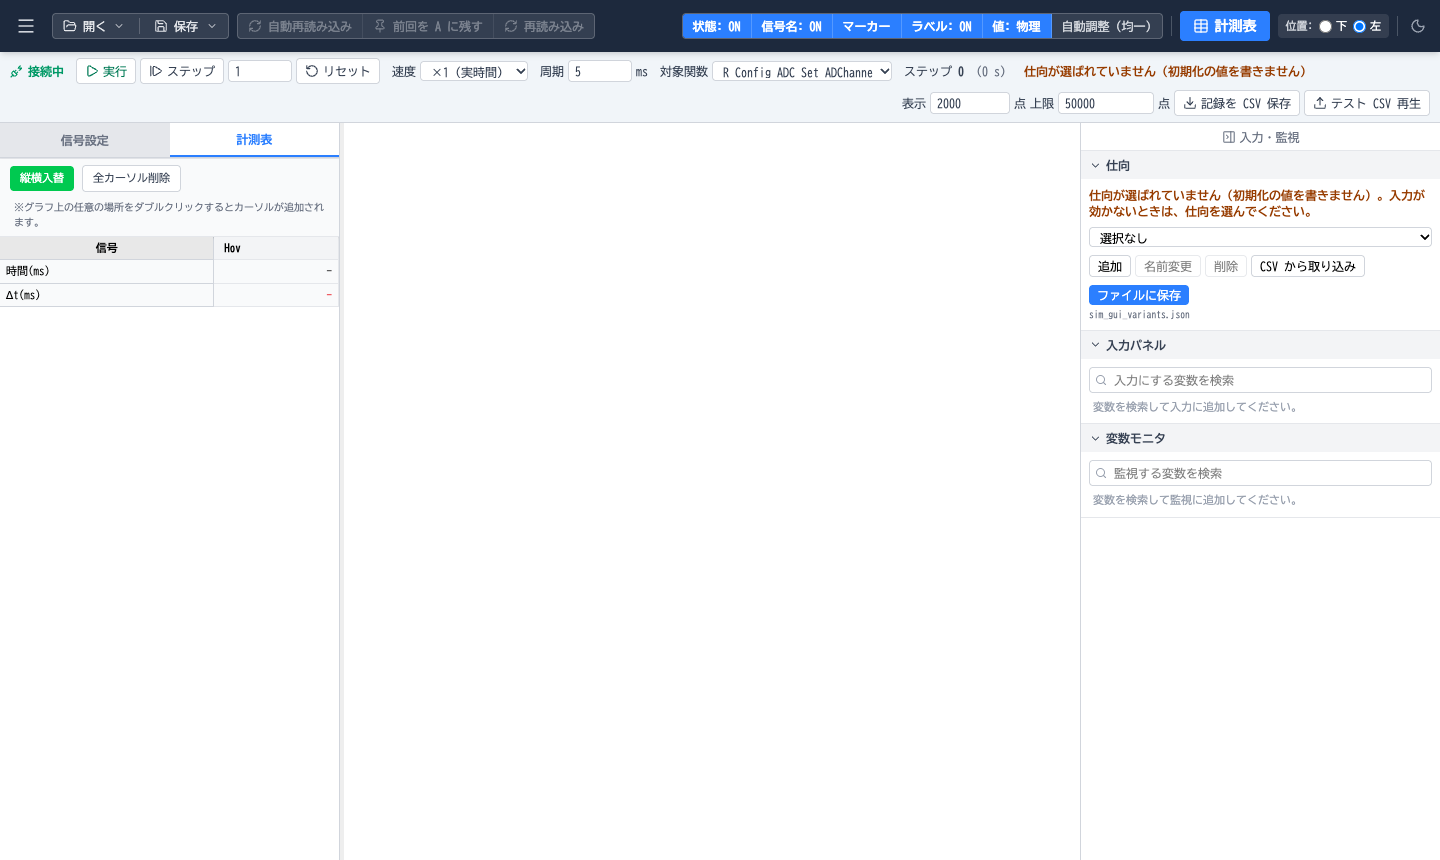 開く 保存 自動再読み込み 前回を A に残す 再読み込み 状態: ON 信号名: ON マーカー ラベル: ON 値: 物理 自動調整 (均一) 計測表 位置: 下 左
接続中 実行 ステップ 1 リセット 速度 ×1 (実時間) 周期 5 ms 対象関数 R_Config_ADC_Set_ADChanne ステップ 0 (0 s) 仕向が選ばれていません（初期化の値を書きません）
表示 2000 点 上限 50000 点 記録を CSV 保存 テスト CSV 再生
信号設定 計測表
縦横入替 全カーソル削除
※グラフ上の任意の場所をダブルクリックするとカーソルが追加され
ます。
信号 Hov
時間(ms) -
Δt(ms) -
入力・監視
仕向
仕向が選ばれていません（初期化の値を書きません）。入力が
効かないときは、仕向を選んでください。
選択なし
追加 名前変更 削除 CSV から取り込み
ファイルに保存
sim_gui_variants.json
入力パネル
入力にする変数を検索
変数を検索して入力に追加してください。
変数モニタ
監視する変数を検索
変数を検索して監視に追加してください。